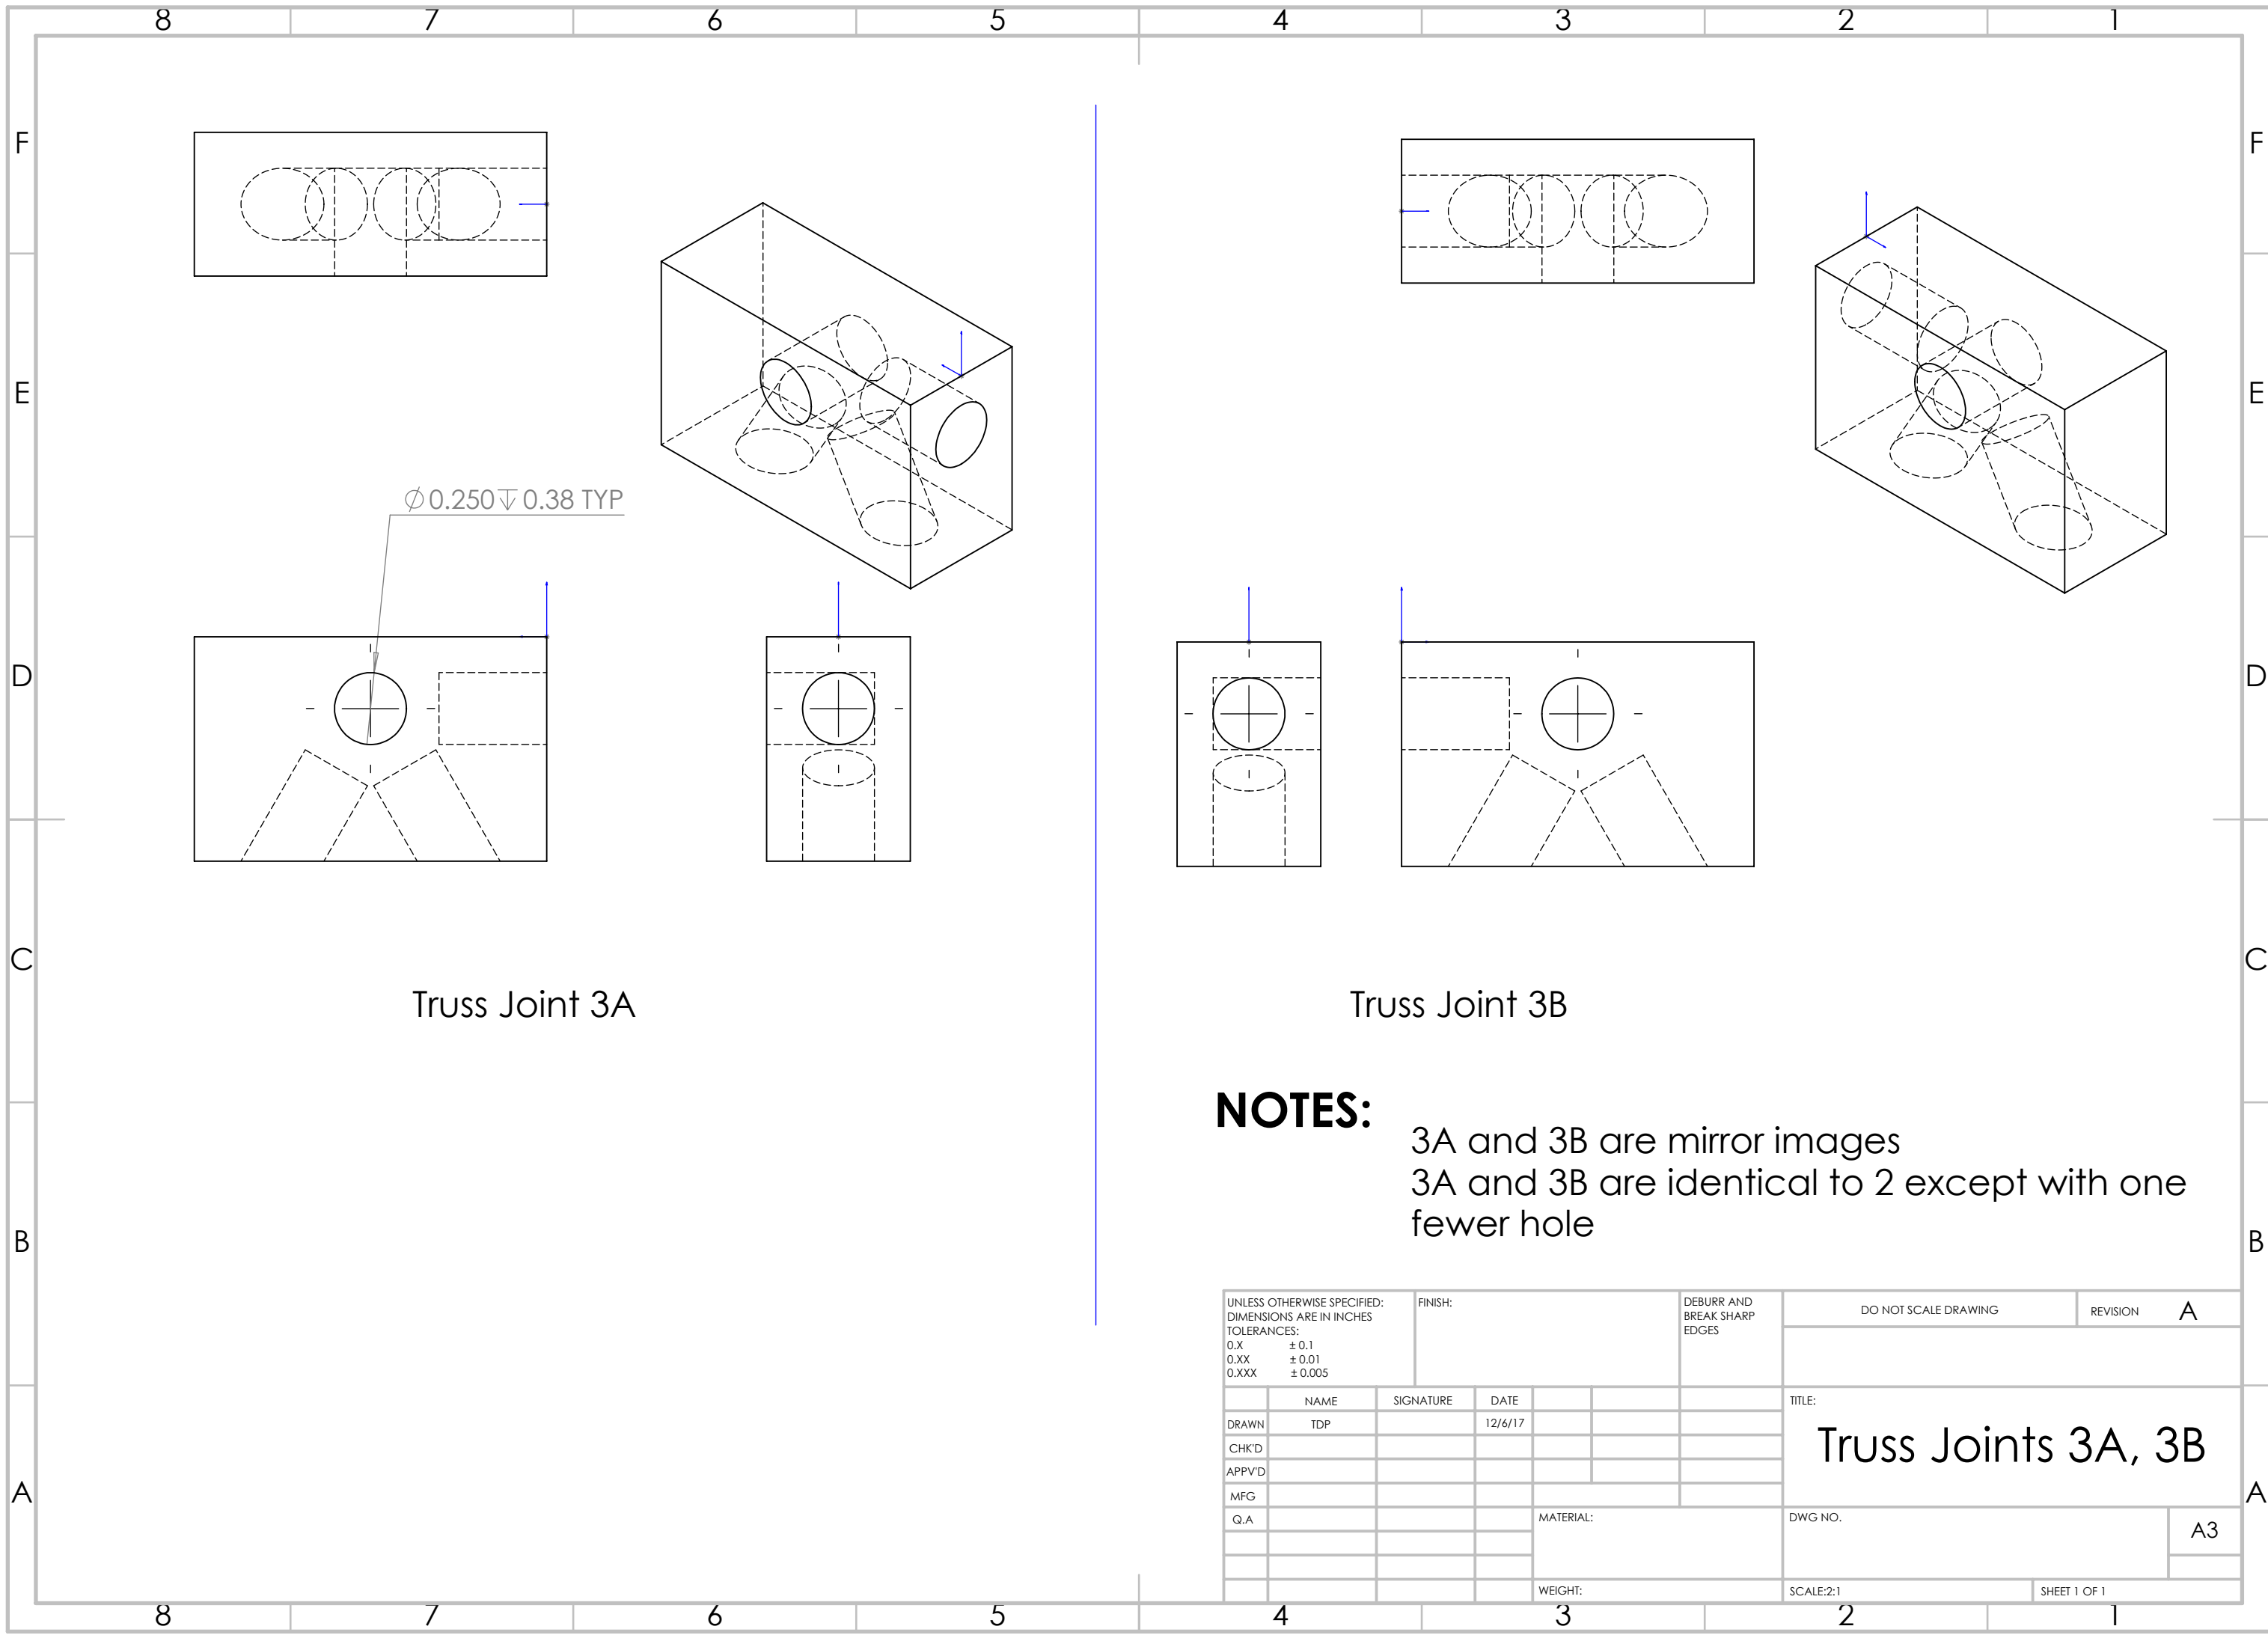 8 7 6 5 4 3 2 1
F F
E E
∅0.250↧0.38 TYP
D D
C C
Truss Joint 3A Truss Joint 3B
NOTES:
3A and 3B are mirror images
3A and 3B are identical to 2 except with one
fewer hole
B B
UNLESS OTHERWISE SPECIFIED:
DIMENSIONS ARE IN INCHES
TOLERANCES:
0.X ± 0.1
0.XX ± 0.01
0.XXX ± 0.005
FINISH:
DEBURR AND
BREAK SHARP
EDGES
DO NOT SCALE DRAWING
REVISION A
NAME SIGNATURE DATE
DRAWN TDP 12/6/17
CHK'D
APPV'D
MFG
Q.A
TITLE:
Truss Joints 3A, 3B
A A
MATERIAL:
DWG NO.
A3
WEIGHT:
SCALE:2:1
SHEET 1 OF 1
8 7 6 5 4 3 2 1